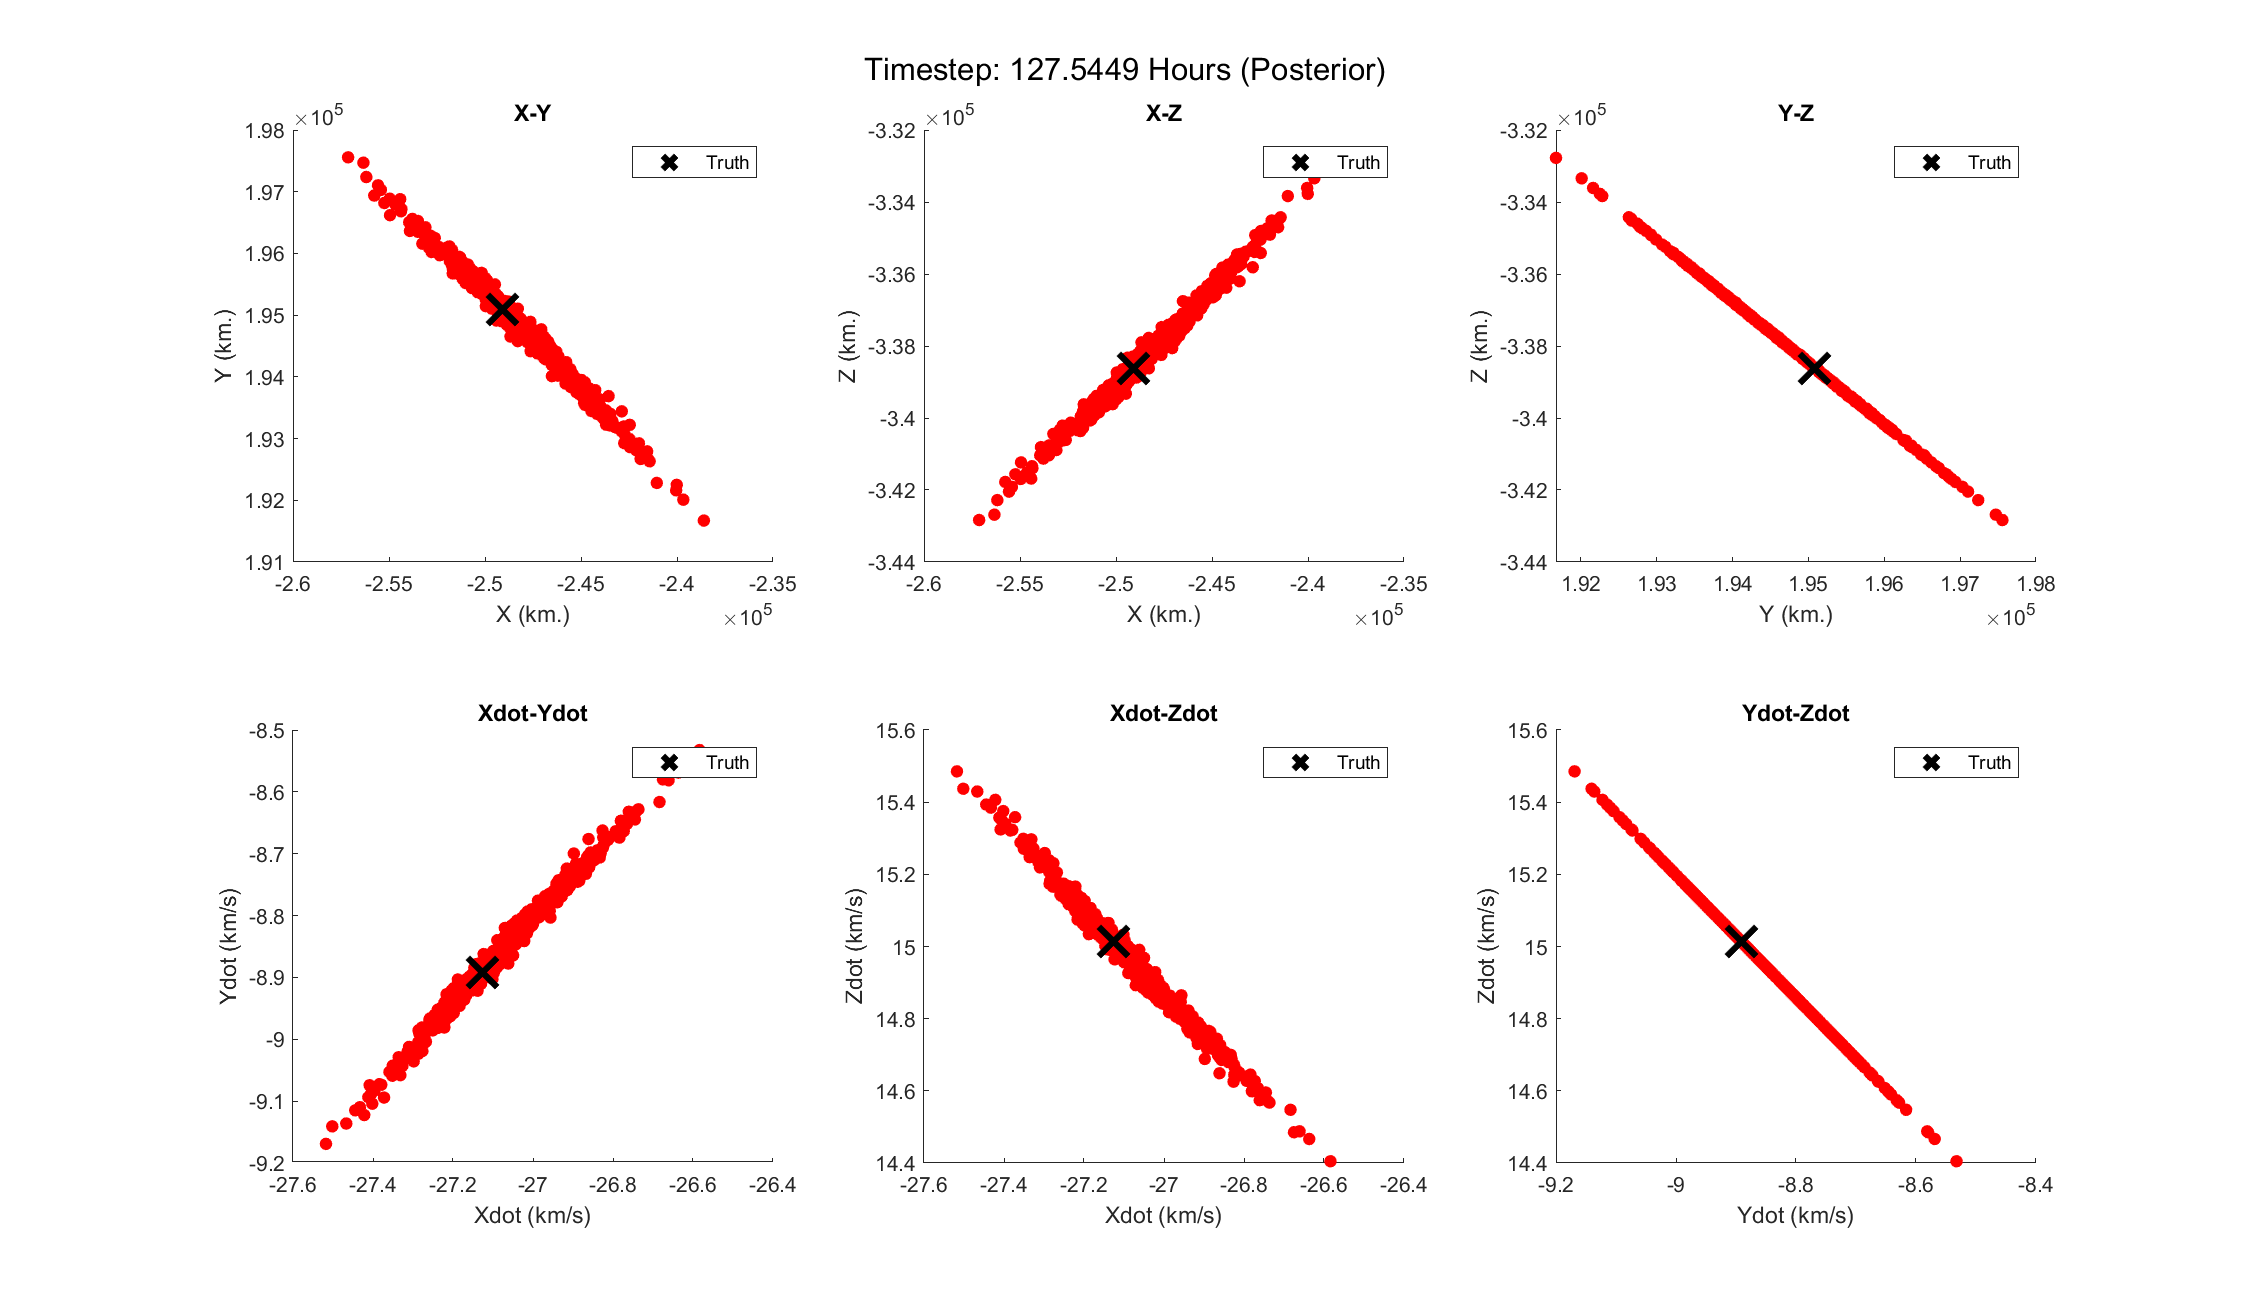 Timestep: 127.5449 Hours (Posterior)
X-Y
×10^5
1.98
1.97
1.96
1.95
1.94
1.93
1.92
1.91
Y (km.)
-2.6 -2.55 -2.5 -2.45 -2.4 -2.35
X (km.)
×10^5
Truth
X-Z
×10^5
-3.32
-3.34
-3.36
-3.38
-3.4
-3.42
-3.44
Z (km.)
-2.6 -2.55 -2.5 -2.45 -2.4 -2.35
X (km.)
×10^5
Truth
Y-Z
×10^5
-3.32
-3.34
-3.36
-3.38
-3.4
-3.42
-3.44
Z (km.)
1.92 1.93 1.94 1.95 1.96 1.97 1.98
Y (km.)
×10^5
Truth
Xdot-Ydot
-8.5
-8.6
-8.7
-8.8
-8.9
-9
-9.1
-9.2
Ydot (km/s)
-27.6 -27.4 -27.2 -27 -26.8 -26.6 -26.4
Xdot (km/s)
Truth
Xdot-Zdot
15.6
15.4
15.2
15
14.8
14.6
14.4
Zdot (km/s)
-27.6 -27.4 -27.2 -27 -26.8 -26.6 -26.4
Xdot (km/s)
Truth
Ydot-Zdot
15.6
15.4
15.2
15
14.8
14.6
14.4
Zdot (km/s)
-9.2 -9 -8.8 -8.6 -8.4
Ydot (km/s)
Truth